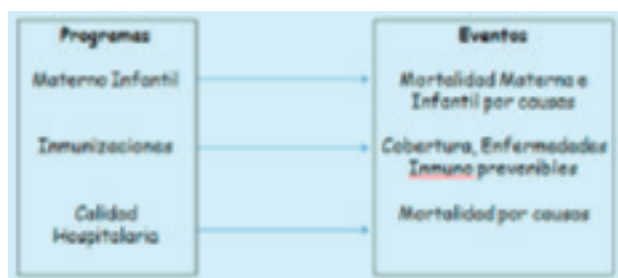 Programas
Materno Infantil
Inmunizaciones
Calidad
Hospitalaria
Eventos
Mortalidad Materna e
Infantil por causas
Cobertura, Enfermedades
Inmuno prevenibles
Mortalidad por causas